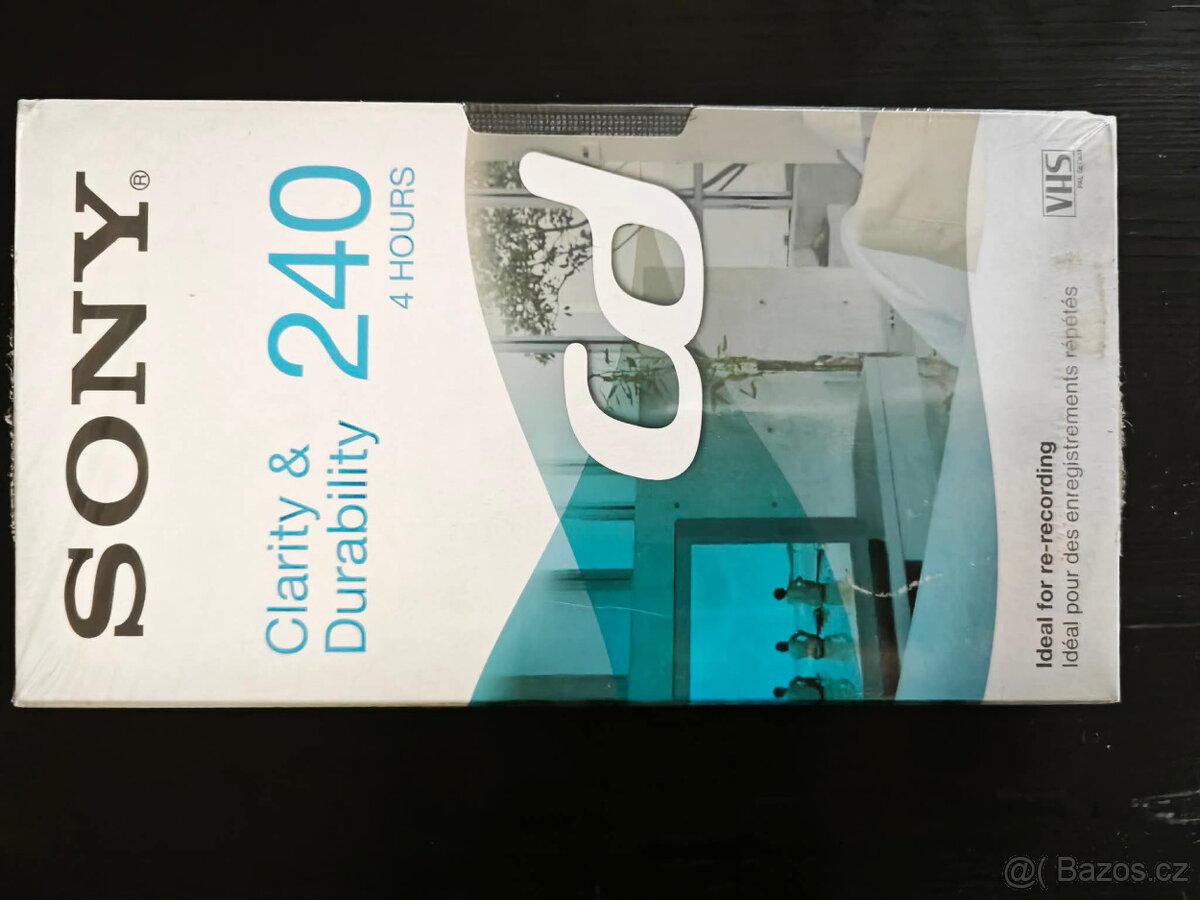 SONY®
Clarity &
Durability 240
4 HOURS
cd
Ideal for re-recording
Idéal pour des enregistrements répétés
VHS
@( Bazos.cz